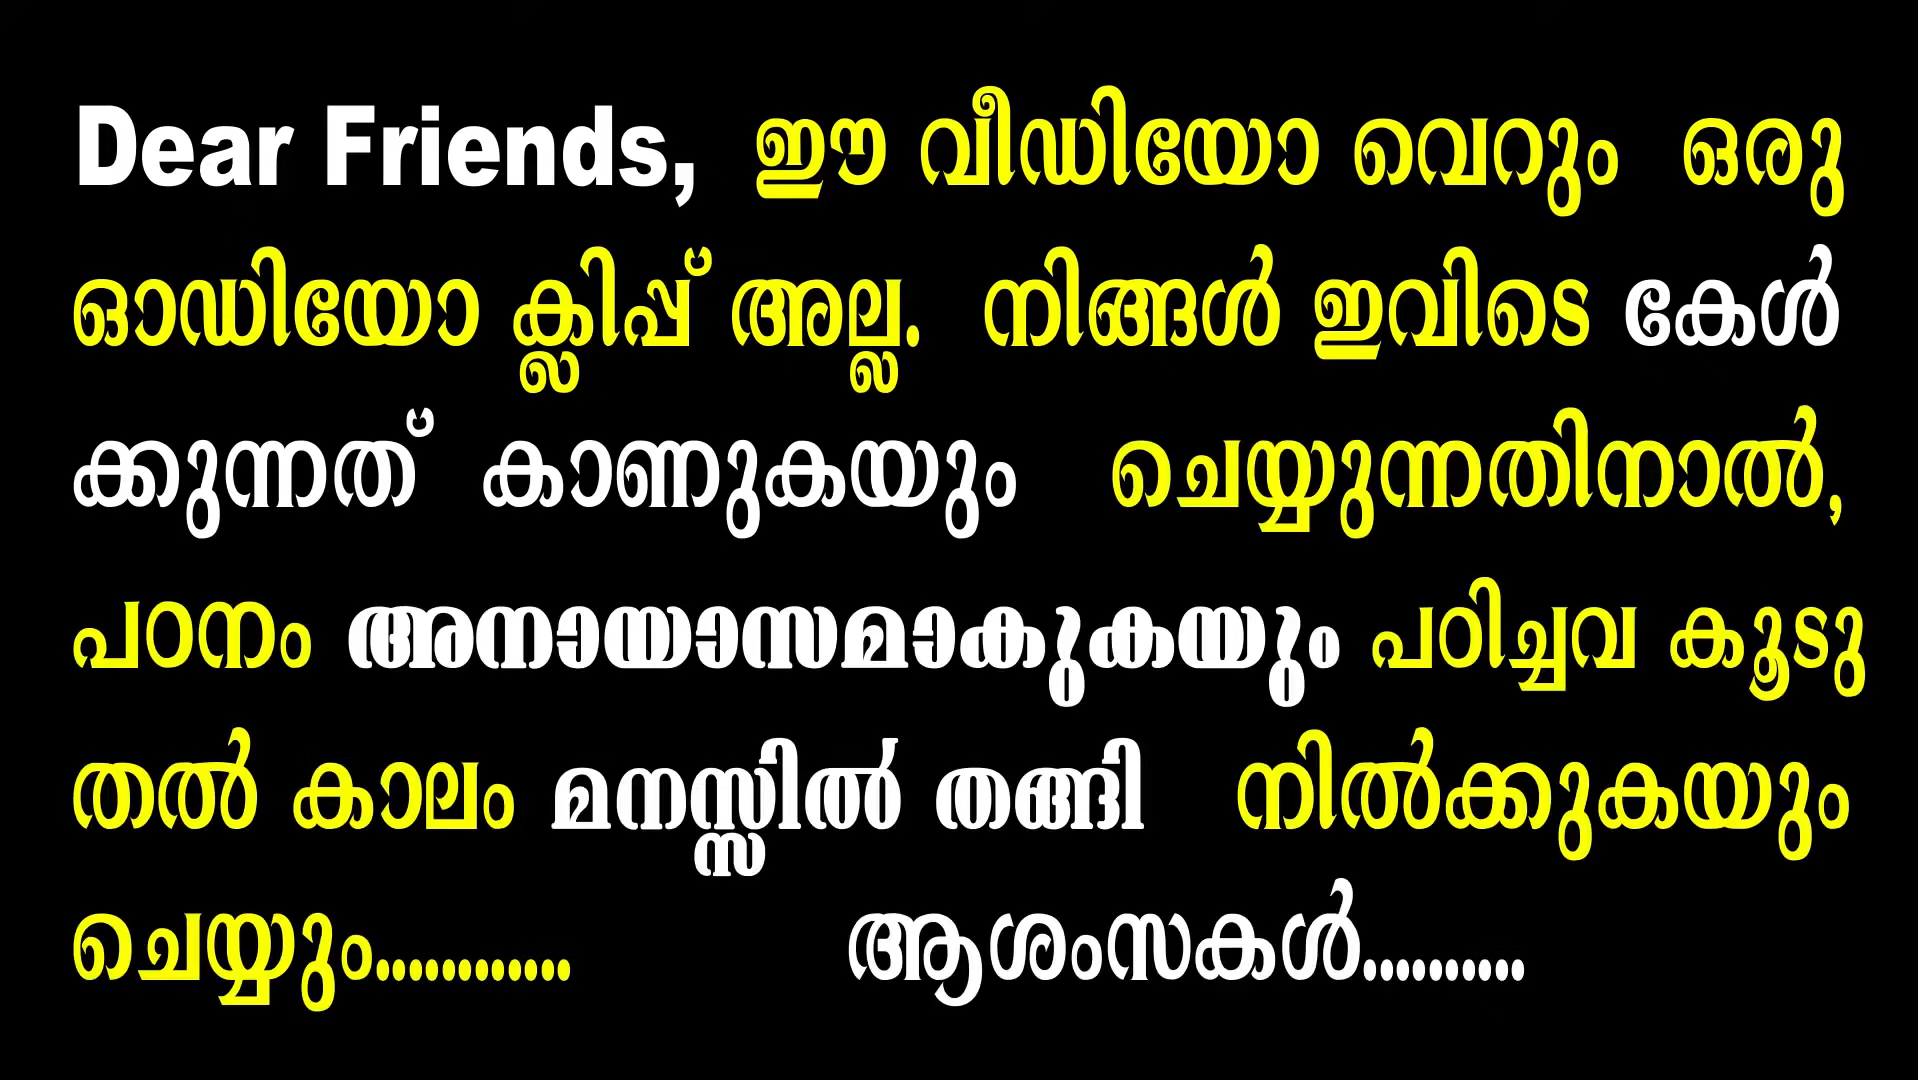 Dear Friends, ഈ വീഡിയോ വെറും ഒരു
ഓഡിയോ ക്ലിപ്പ് അല്ല. നിങ്ങൾ ഇവിടെ കേൾ
ക്കുന്നത് കാണുകയും ചെയ്യുന്നതിനാൽ,
പഠനം അനായാസമാകുകയും പഠിച്ചവ കൂടു
തൽ കാലം മനസ്സിൽ തങ്ങി നിൽക്കുകയും
ചെയ്യും............ ആശംസകൾ..........